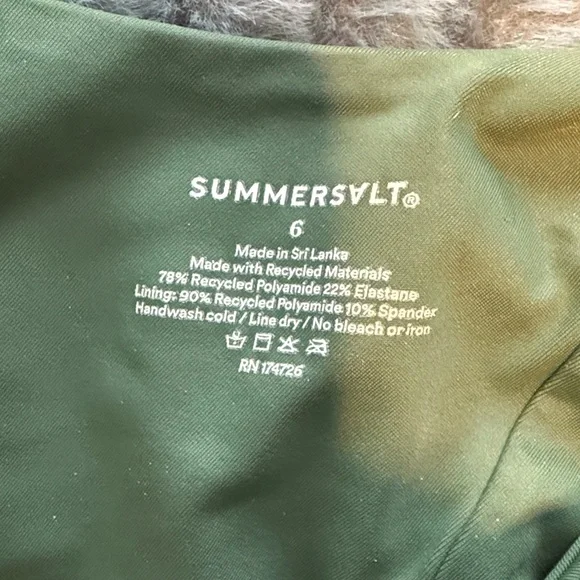 SUMMERSALT®
6
Made in Sri Lanka
Made with Recycled Materials
78% Recycled Polyamide 22% Elastane
Lining: 90% Recycled Polyamide 10% Spandex
Handwash cold / Line dry / No bleach or iron
RN 174726